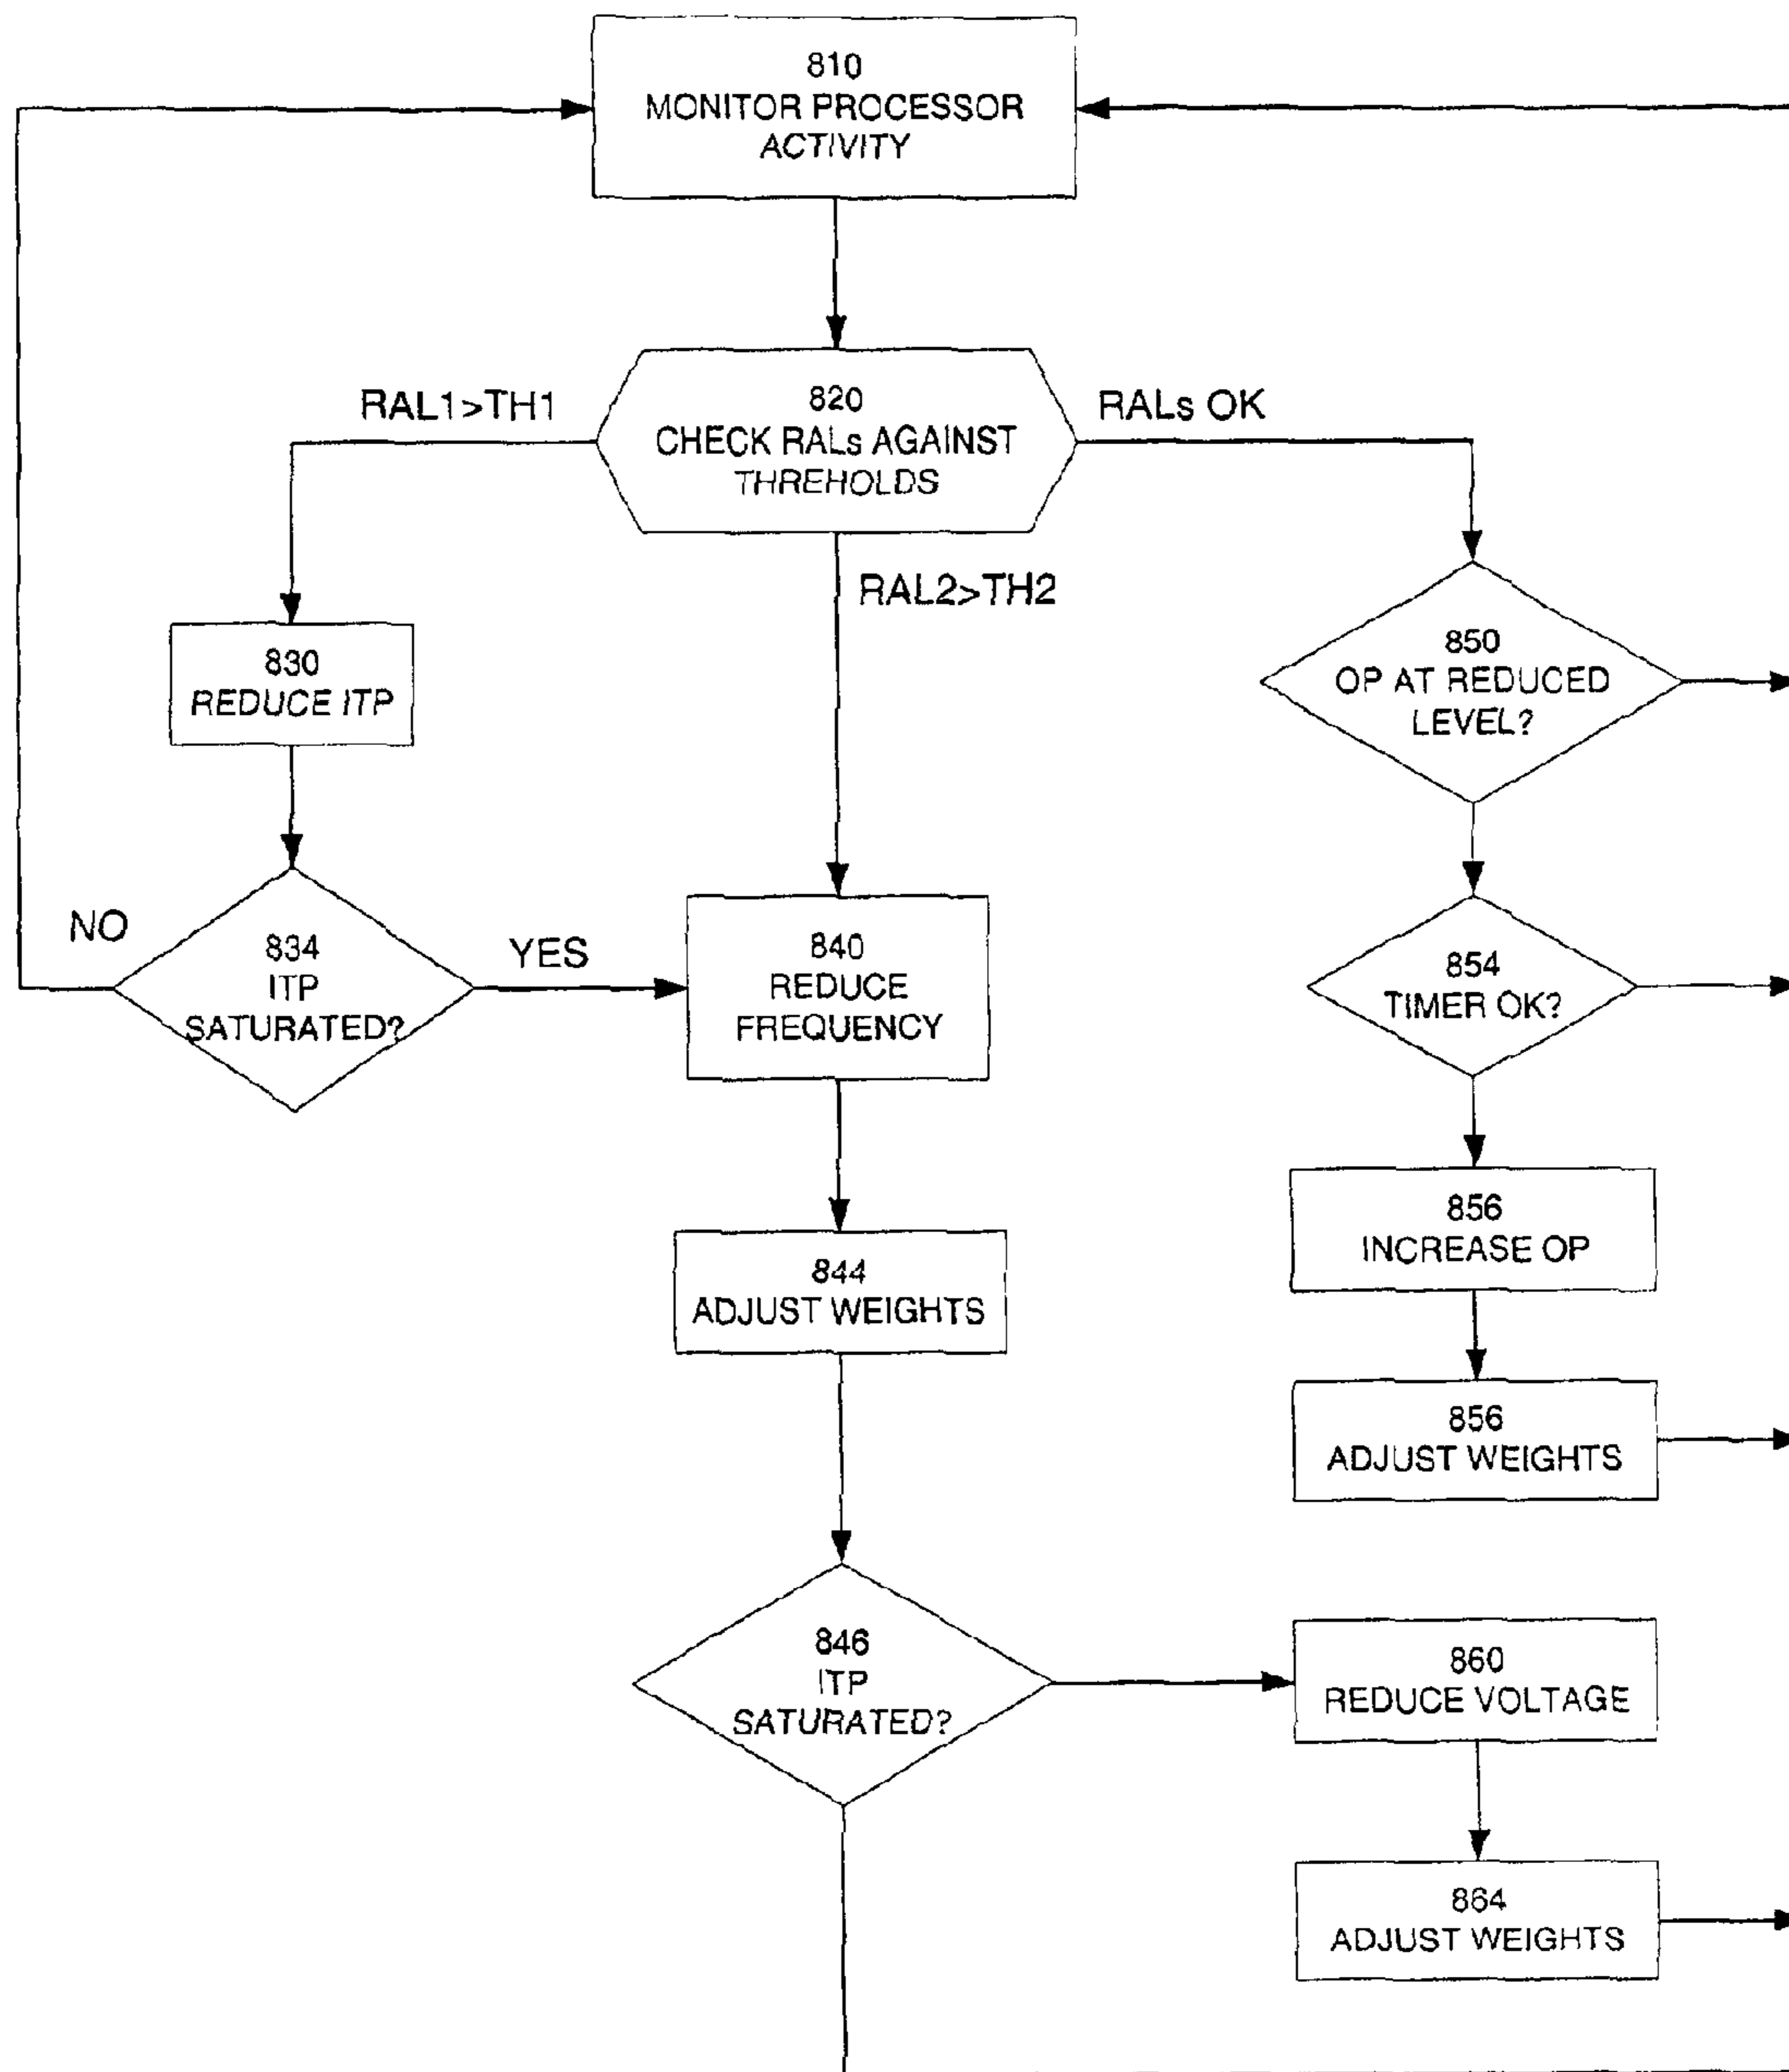 810
MONITOR PROCESSOR
ACTIVITY
RAL1>TH1
820
CHECK RALs AGAINST
THREHOLDS
RALs OK
RAL2>TH2
830
REDUCE ITP
850
OP AT REDUCED
LEVEL?
NO
834
ITP
SATURATED?
YES
840
REDUCE
FREQUENCY
854
TIMER OK?
856
INCREASE OP
844
ADJUST WEIGHTS
856
ADJUST WEIGHTS
846
ITP
SATURATED?
860
REDUCE VOLTAGE
864
ADJUST WEIGHTS